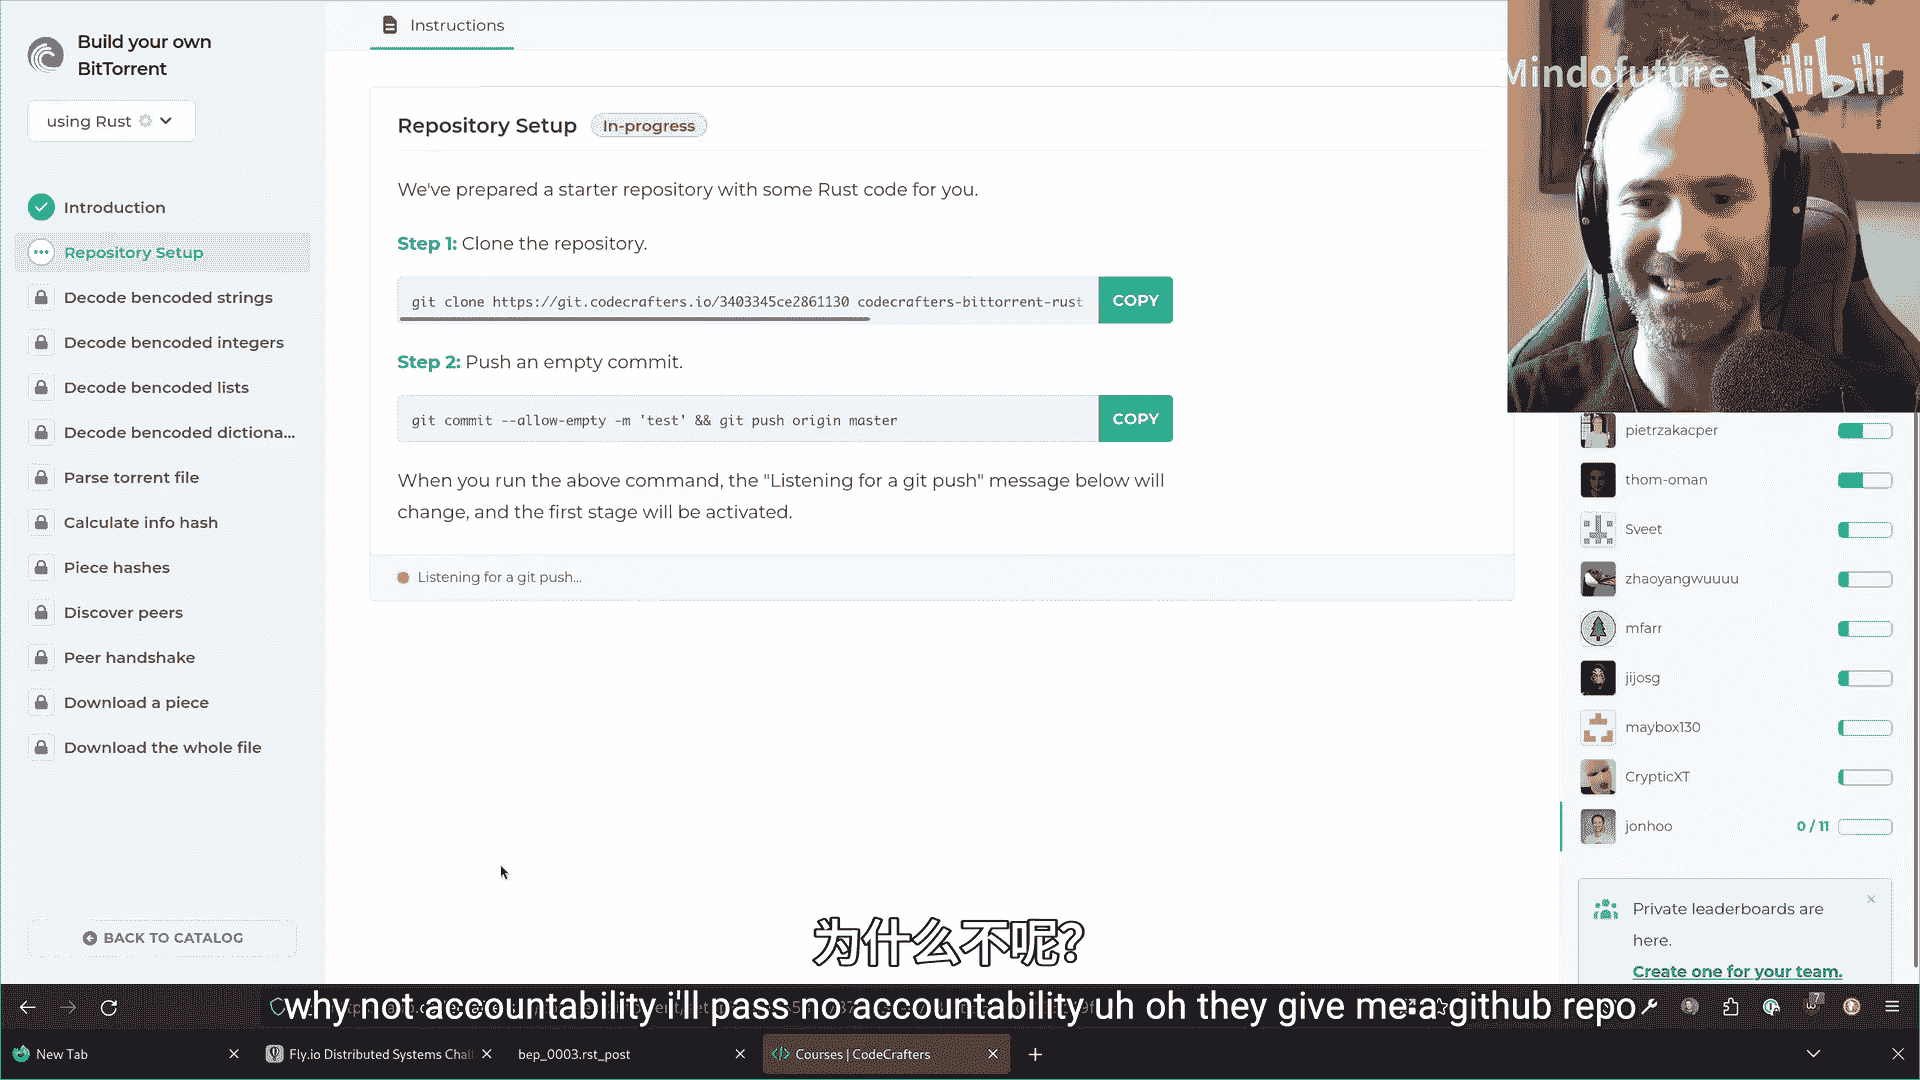 Build your own
BitTorrent
using Rust
Introduction
Repository Setup
Decode bencoded strings
Decode bencoded integers
Decode bencoded lists
Decode bencoded dictiona...
Parse torrent file
Calculate info hash
Piece hashes
Discover peers
Peer handshake
Download a piece
Download the whole file
BACK TO CATALOG
Instructions
Repository Setup In-progress
We've prepared a starter repository with some Rust code for you.
Step 1: Clone the repository.
git clone https://git.codecrafters.io/3403345ce2861130 codecrafters-bittorrent-rust
COPY
Step 2: Push an empty commit.
git commit --allow-empty -m 'test' && git push origin master
COPY
When you run the above command, the "Listening for a git push" message below will
change, and the first stage will be activated.
Listening for a git push...
Mindofuture bilibili
pietrzakacper
thom-oman
Sveet
zhaoyangwuuuu
mfarr
jijosg
maybox130
CrypticXT
jonhoo 0 / 11
Private leaderboards are
here.
Create one for your team.
为什么不呢?
why not accountability i'll pass no accountability uh oh they give me a github repo
New Tab
Fly.io Distributed Systems Chal
bep_0003.rst_post
Courses | CodeCrafters